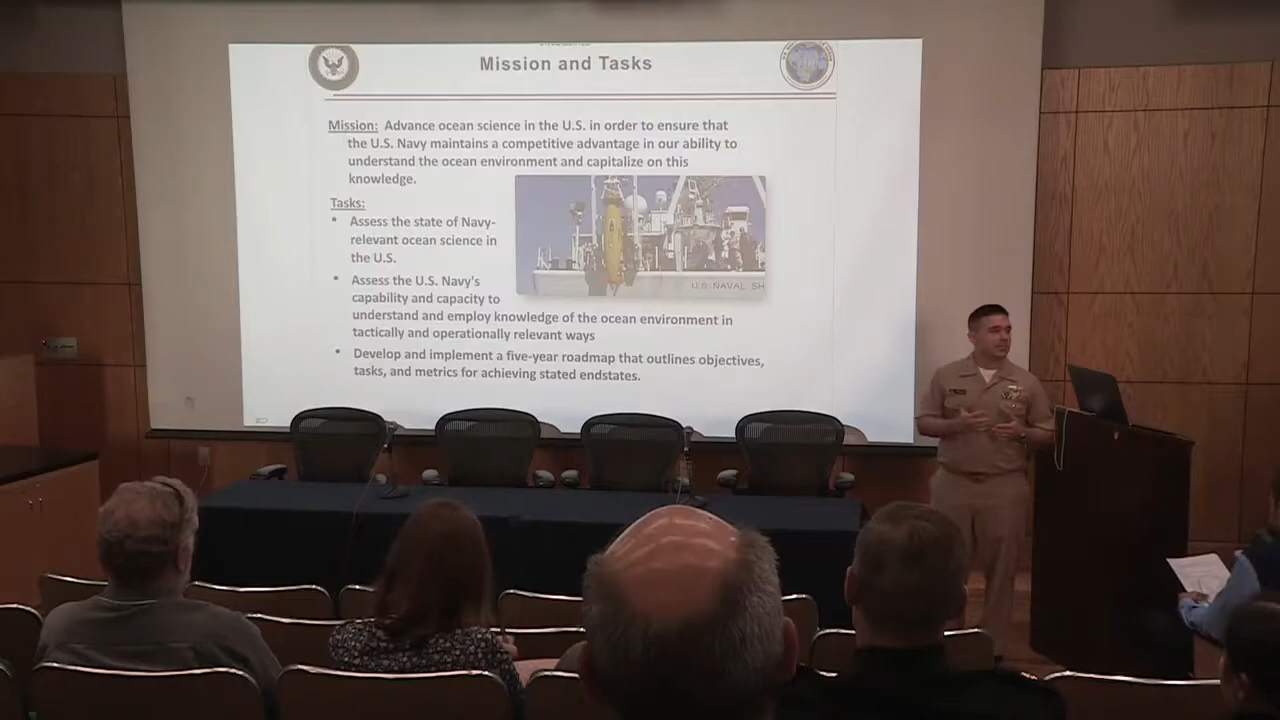 Mission and Tasks
Mission: Advance ocean science in the U.S. in order to ensure that
the U.S. Navy maintains a competitive advantage in our ability to
understand the ocean environment and capitalize on this
knowledge.
Tasks:
• Assess the state of Navy-
relevant ocean science in
the U.S.
• Assess the U.S. Navy's
capability and capacity to
understand and employ knowledge of the ocean environment in
tactically and operationally relevant ways
• Develop and implement a five-year roadmap that outlines objectives,
tasks, and metrics for achieving stated endstates.
U.S. NAVAL SH